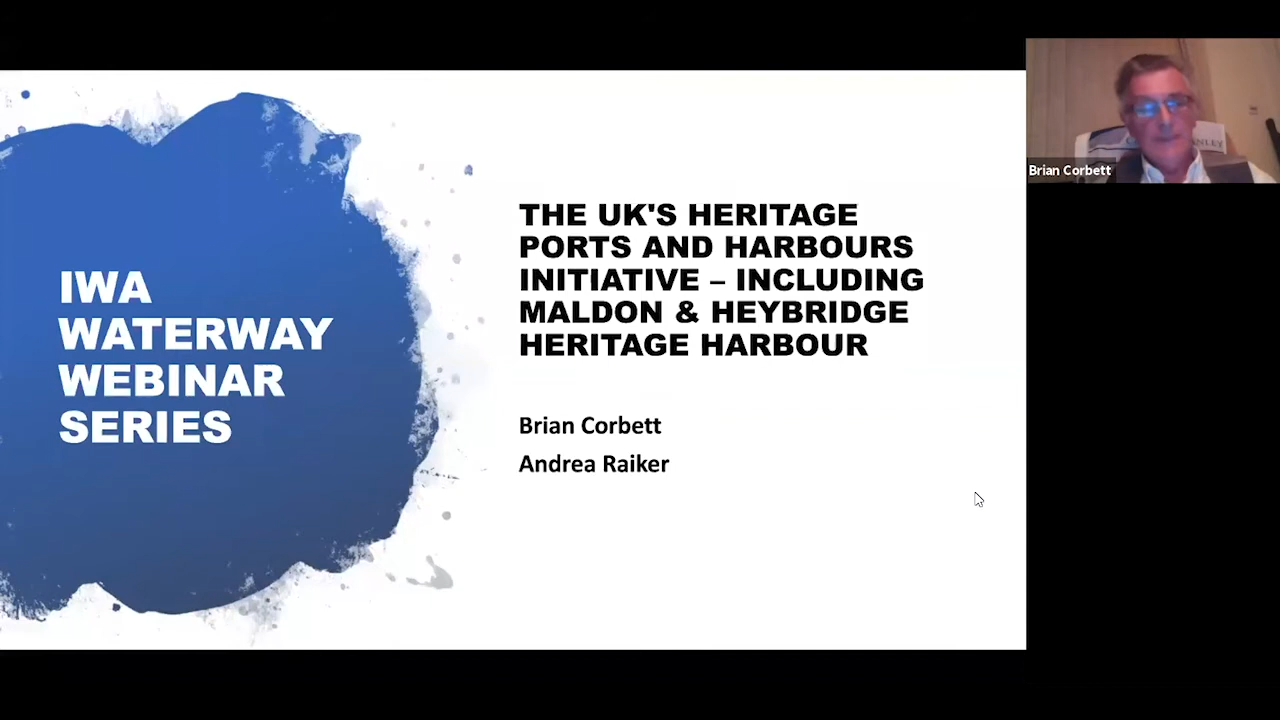 IWA
WATERWAY
WEBINAR
SERIES
THE UK'S HERITAGE
PORTS AND HARBOURS
INITIATIVE – INCLUDING
MALDON & HEYBRIDGE
HERITAGE HARBOUR
Brian Corbett
Andrea Raiker
Brian Corbett